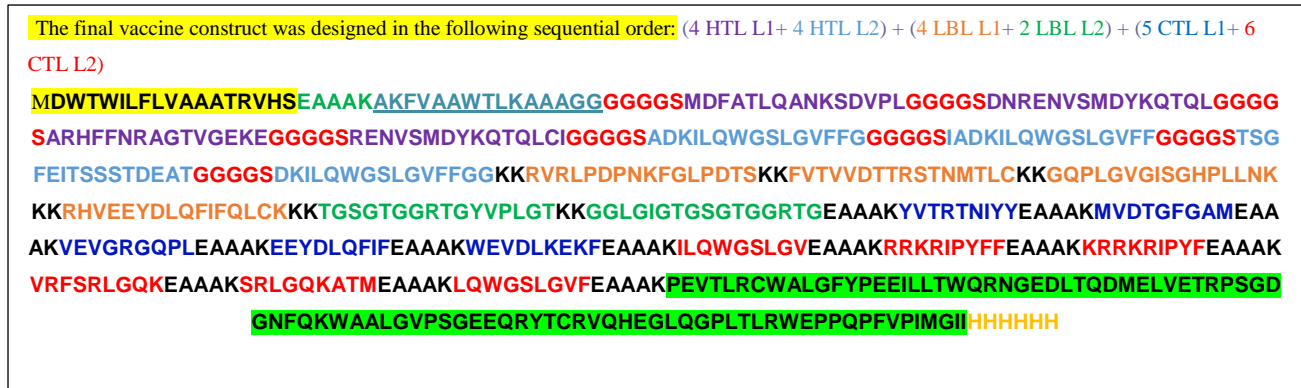 The final vaccine construct was designed in the following sequential order: (4 HTL L1+ 4 HTL L2) + (4 LBL L1+ 2 LBL L2) + (5 CTL L1+ 6
CTL L2)
MDWTWILFLVAAATRVHSEAAAKAKFVAAWTLKAAAGGGGGGSMDFATLQANKSDVPLGGGGSDNRENVSMDYKQTQLGGGG
SARHFFNRAGTVGEKEGGGGSRENVSMDYKQTQLCIGGGGSADKILQWGSLGVFFGGGGGSIADKILQWGSLGVFFGGGGSTSG
FEITSSSTDEATGGGGSDKILQWGSLGVFFGGKKRVRLPDPNKFGLPDTSKKFVTVVDTTRSTNMTLCKKGQPLGVGISGHPLLNK
KKRHVEEYDLQFIFQLCKKKTGSGTGGRTGYVPLGTKKGGLGIGTGSGTGGRTGEAAAKYVTRTNIYYEAAAKMVDTGFGAMEAA
AKVEVGRGQPLEAAAKEEYDLQFIFEAAAKWEVDLKEKFEAAAKILQWGSLGVEAAAKRRKRIPYFFEAAAKKRRKRIPYFEAAAK
VRFSRLGQKEAAAKSRLGQKATMEAAAKLQWGSLGVFEAAAKPEVTLRCWALGFYPEEILLTWQRNGEDLTQDMELVETRPSGD
GNFQKWAALGVPSGEEQRYTCRVQHEGLQGPLTLRWEPPQPFVPIMGIIHHHHHH